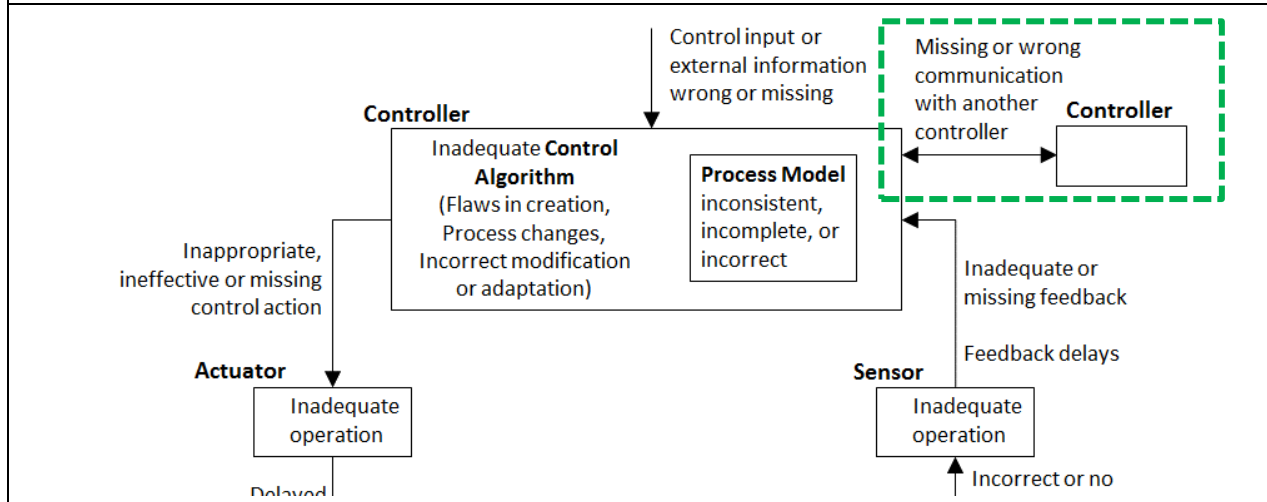 Control input or
external information
wrong or missing
Missing or wrong
communication
with another
controller
Controller
Controller
Inadequate Control
Algorithm
(Flaws in creation,
Process changes,
Incorrect modification
or adaptation)
Process Model
inconsistent,
incomplete, or
incorrect
Inappropriate,
ineffective or missing
control action
Inadequate or
missing feedback
Feedback delays
Actuator
Inadequate
operation
Sensor
Inadequate
operation
Delayed
Incorrect or no